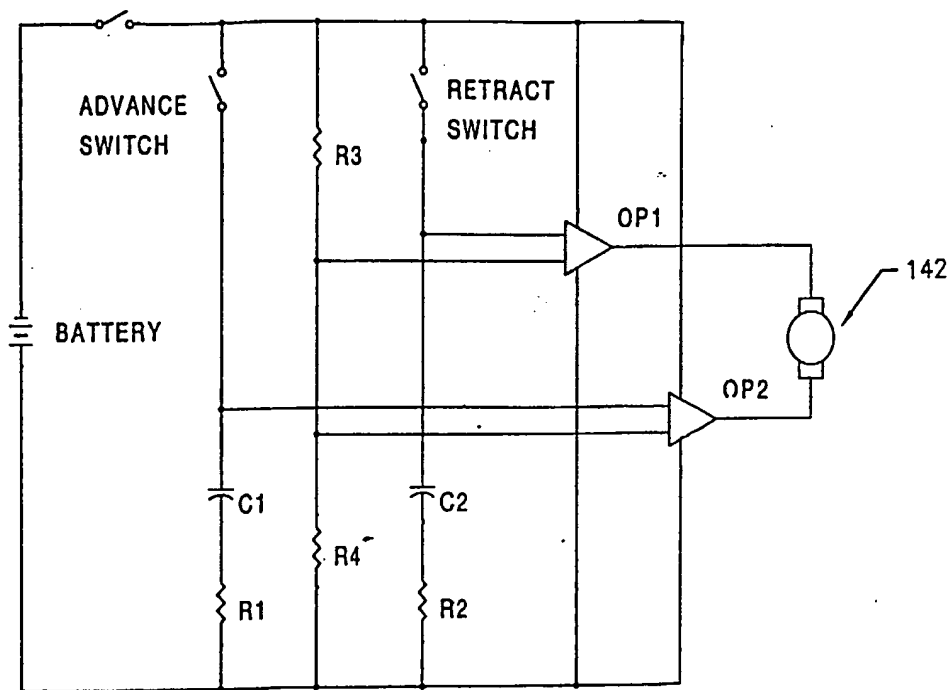 ADVANCE
SWITCH
RETRACT
SWITCH
R3
OP1
142
BATTERY
OP2
C1
C2
R4
R1
R2